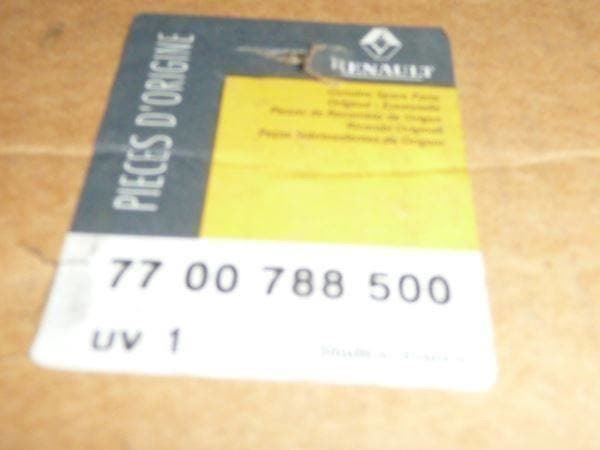 PIECES D'ORIGINE
RENAULT
Genuine Spare Parts
Original - Ersatzteile
Piezas de Recambio de Origen
Ricambi Originali
77 00 788 500
uv 1